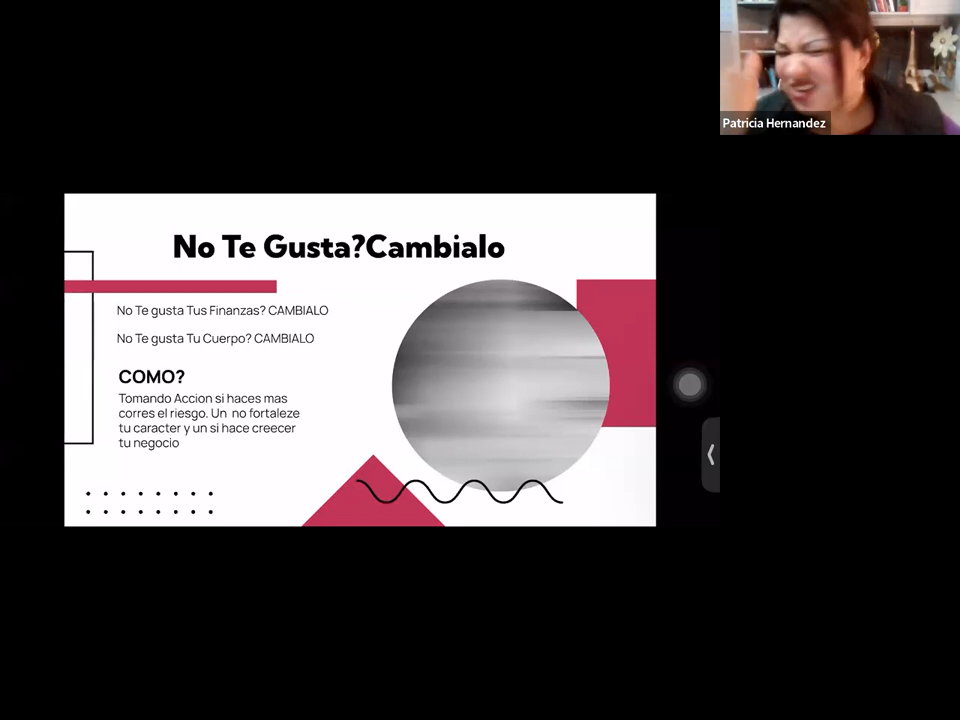 Patricia Hernandez
No Te Gusta?Cambialo
No Te gusta Tus Finanzas? CAMBIALO
No Te gusta Tu Cuerpo? CAMBIALO
COMO?
Tomando Accion si haces mas
corres el riesgo. Un no fortaleze
tu caracter y un si hace creecer
tu negocio